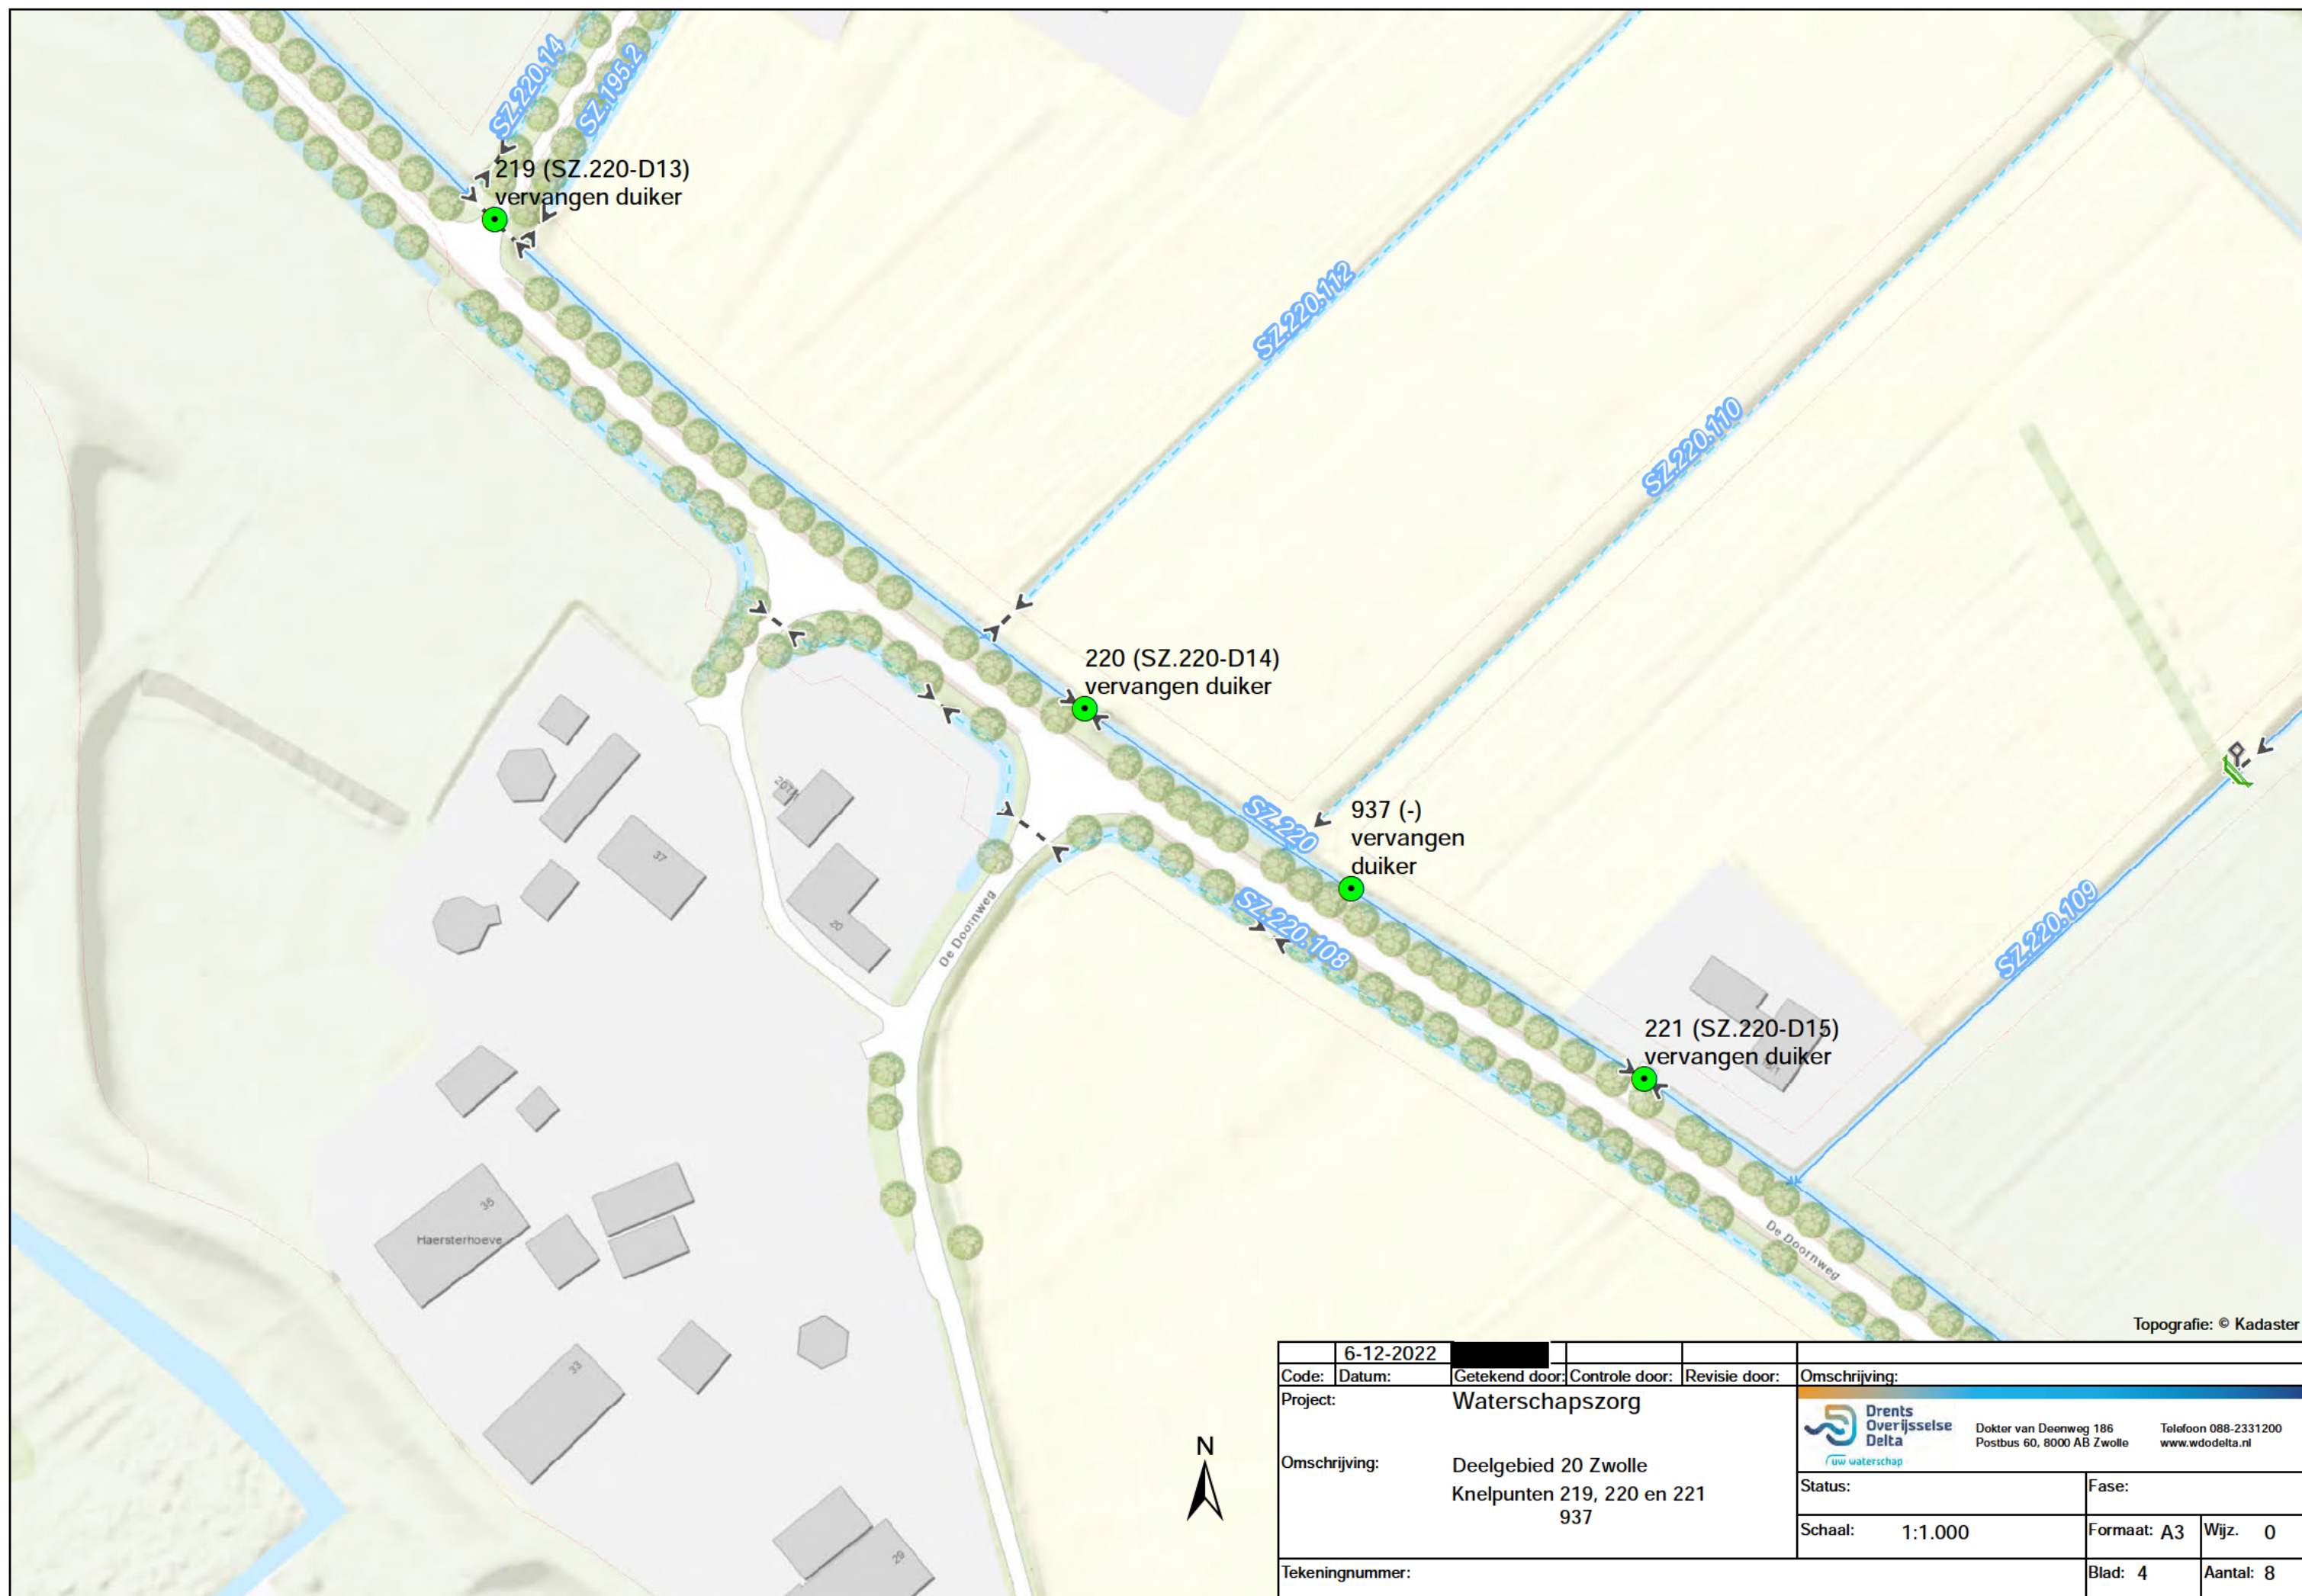 SZ.220.14
SZ.195.2
219 (SZ.220-D13)
vervangen duiker
SZ.220.112
SZ.220.110
220 (SZ.220-D14)
vervangen duiker
SZ.220
937 (-)
vervangen
duiker
37
20
De Doornweg
SZ.220.108
SZ.220.109
221 (SZ.220-D15)
vervangen duiker
De Doornweg
35
Haersterhoeve
33
29
Topografie: © Kadaster
N
6-12-2022
Code: Datum: Getekend door: Controle door: Revisie door: Omschrijving:
Project: Waterschapszorg
Drents
Overijsselse
Delta
uw waterschap
Dokter van Deenweg 186
Postbus 60, 8000 AB Zwolle
Telefoon 088-2331200
www.wdodelta.nl
Omschrijving: Deelgebied 20 Zwolle
Knelpunten 219, 220 en 221
937
Status: Fase:
Schaal: 1:1.000 Formaat: A3 Wijz. 0
Tekeningnummer: Blad: 4 Aantal: 8